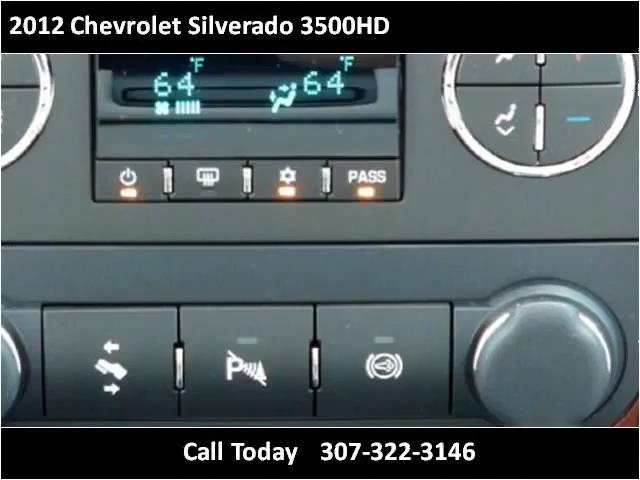 2012 Chevrolet Silverado 3500HD
°F °F
64 64
PASS
P
Call Today 307-322-3146